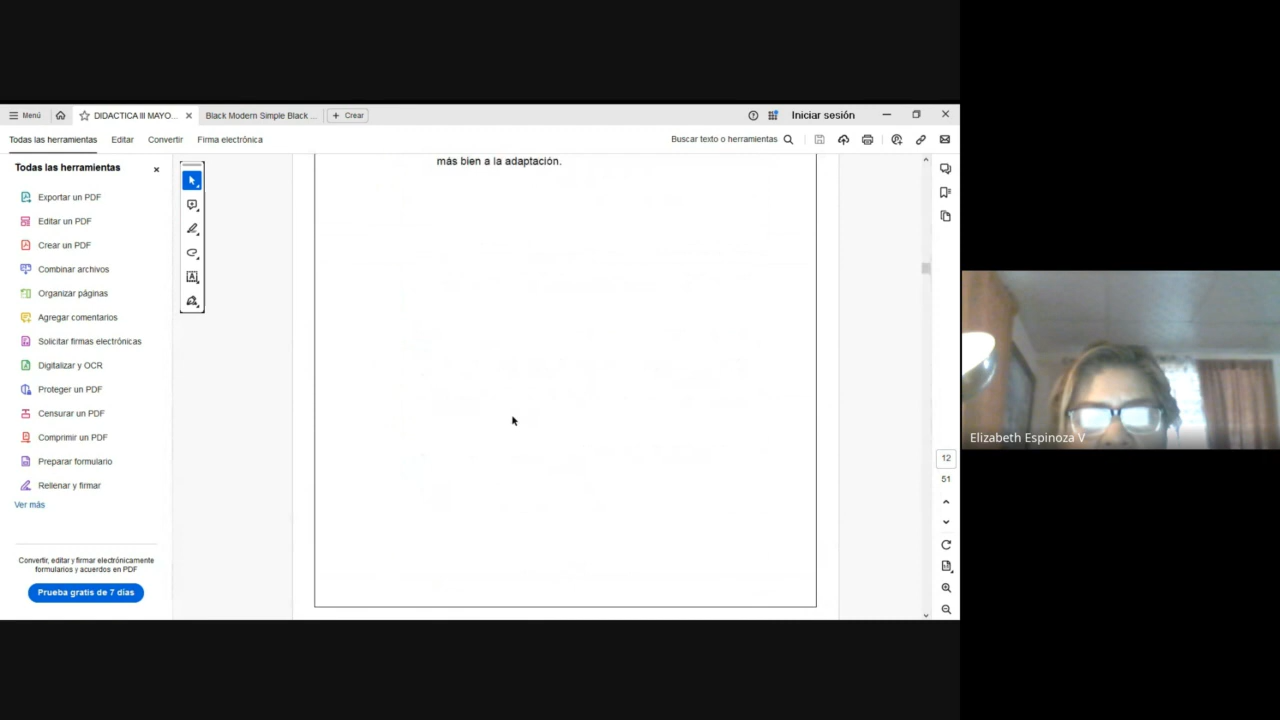 Menú
DIDACTICA III MAYO...
Black Modern Simple Black ...
Crear
Iniciar sesión
Todas las herramientas
Editar
Convertir
Firma electrónica
Buscar texto o herramientas
Todas las herramientas
Exportar un PDF
Editar un PDF
Crear un PDF
Combinar archivos
Organizar páginas
Agregar comentarios
Solicitar firmas electrónicas
Digitalizar y OCR
Proteger un PDF
Censurar un PDF
Comprimir un PDF
Preparar formulario
Rellenar y firmar
Ver más
Convertir, editar y firmar electrónicamente
formularios y acuerdos en PDF
Prueba gratis de 7 días
más bien a la adaptación.
12
51
Elizabeth Espinoza V